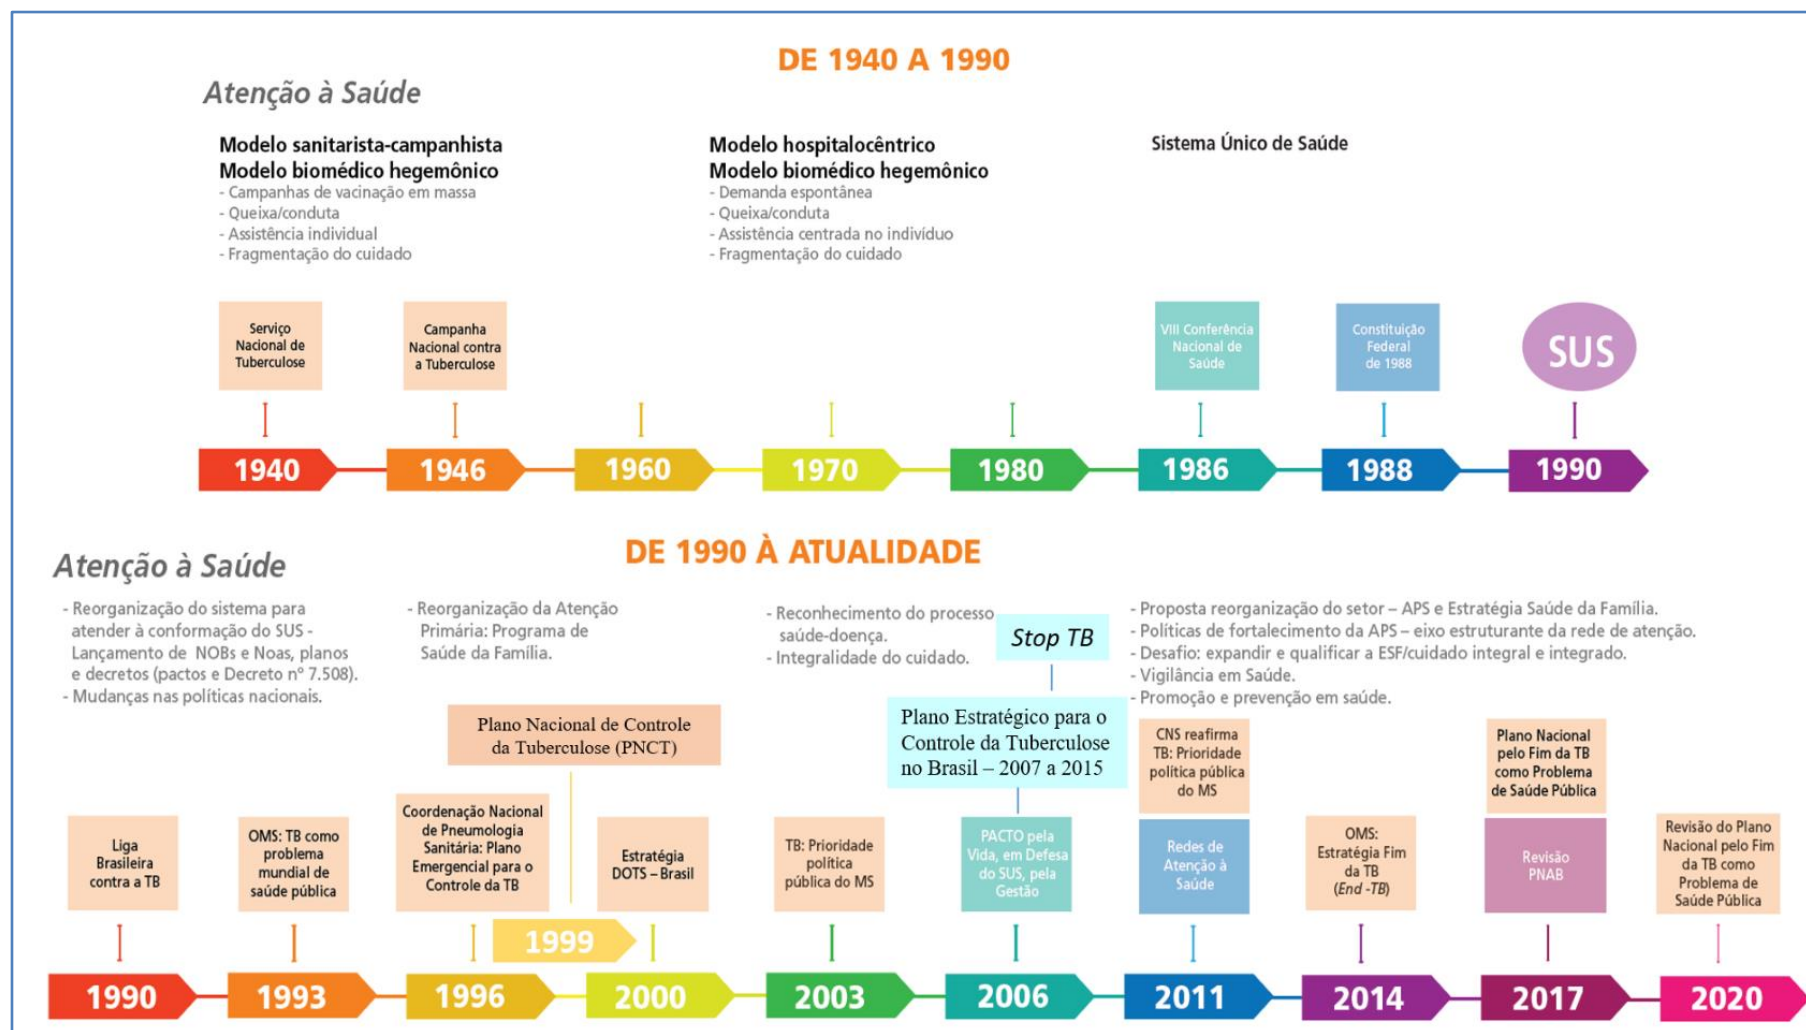 DE 1940 A 1990
Atenção à Saúde
Modelo sanitarista-campanhista
Modelo biomédico hegemônico
- Campanhas de vacinação em massa
- Queixa/conduta
- Assistência individual
- Fragmentação do cuidado
Modelo hospitalocêntrico
Modelo biomédico hegemônico
- Demanda espontânea
- Queixa/conduta
- Assistência centrada no indivíduo
- Fragmentação do cuidado
Sistema Único de Saúde
Serviço
Nacional de
Tuberculose
Campanha
Nacional contra
a Tuberculose
VIII Conferência
Nacional de
Saúde
Constituição
Federal
de 1988
SUS
1940
1946
1960
1970
1980
1986
1988
1990
DE 1990 À ATUALIDADE
Atenção à Saúde
- Reorganização do sistema para
atender à conformação do SUS -
Lançamento de NOBs e Noas, planos
e decretos (pactos e Decreto nº 7.508).
- Mudanças nas políticas nacionais.
- Reorganização da Atenção
Primária: Programa de
Saúde da Família.
- Reconhecimento do processo
saúde-doença.
- Integralidade do cuidado.
Stop TB
- Proposta reorganização do setor – APS e Estratégia Saúde da Família.
- Políticas de fortalecimento da APS – eixo estruturante da rede de atenção.
- Desafio: expandir e qualificar a ESF/cuidado integral e integrado.
- Vigilância em Saúde.
- Promoção e prevenção em saúde.
Plano Nacional de Controle
da Tuberculose (PNCT)
Plano Estratégico para o
Controle da Tuberculose
no Brasil – 2007 a 2015
CNS reafirma
TB: Prioridade
política pública
do MS
Plano Nacional
pelo Fim da TB
como Problema
de Saúde Pública
Liga
Brasileira
contra a TB
OMS: TB como
problema
mundial de
saúde pública
Coordenação Nacional
de Pneumologia
Sanitária: Plano
Emergencial para o
Controle da TB
Estratégia
DOTS – Brasil
TB: Prioridade
política
pública do MS
PACTO pela
Vida, em Defesa
do SUS, pela
Gestão
Redes de
Atenção à
Saúde
OMS:
Estratégia Fim
da TB
(End -TB)
Revisão
PNAB
Revisão do Plano
Nacional pelo Fim
da TB como
Problema de
Saúde Pública
1999
1990
1993
1996
2000
2003
2006
2011
2014
2017
2020